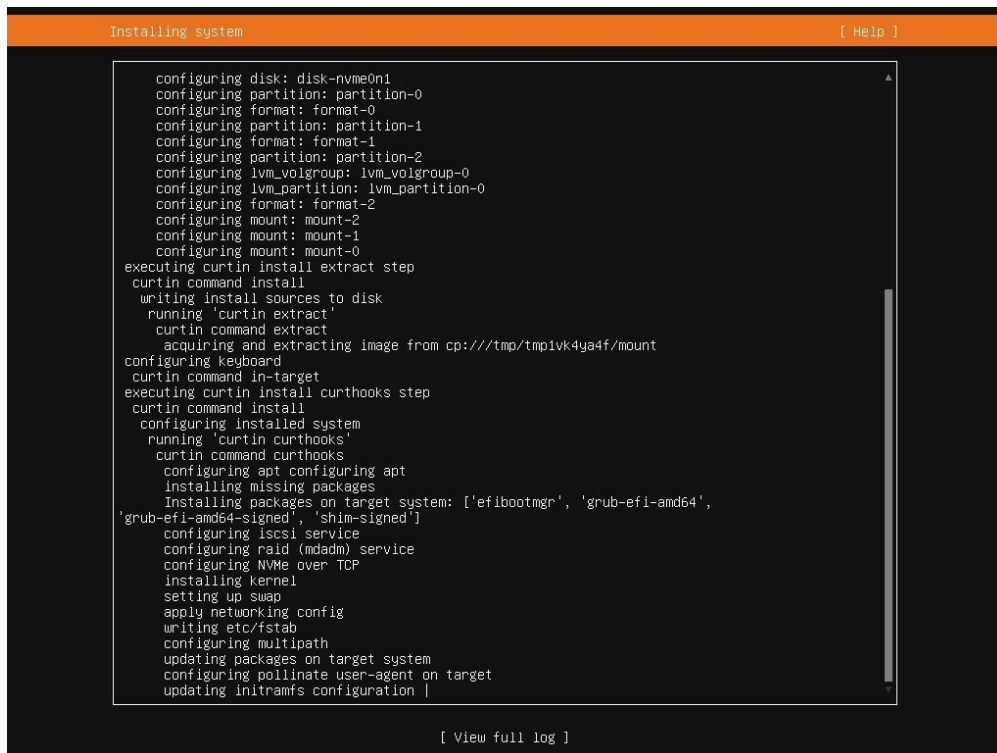 Installing system [ Help ]
configuring disk: disk-nvme0n1
configuring partition: partition-0
configuring format: format-0
configuring partition: partition-1
configuring format: format-1
configuring partition: partition-2
configuring lvm_volgroup: lvm_volgroup-0
configuring lvm_partition: lvm_partition-0
configuring format: format-2
configuring mount: mount-2
configuring mount: mount-1
configuring mount: mount-0
executing curtin install extract step
curtin command install
writing install sources to disk
running 'curtin extract'
curtin command extract
acquiring and extracting image from cp:///tmp/tmp1vk4ya4f/mount
configuring keyboard
curtin command in-target
executing curtin install curthooks step
curtin command install
configuring installed system
running 'curtin curthooks'
curtin command curthooks
configuring apt configuring apt
installing missing packages
Installing packages on target system: ['efibootmgr', 'grub-efi-amd64',
'grub-efi-amd64-signed', 'shim-signed']
configuring iscsi service
configuring raid (mdadm) service
configuring NVMe over TCP
installing kernel
setting up swap
apply networking config
writing etc/fstab
configuring multipath
updating packages on target system
configuring pollinate user-agent on target
updating initramfs configuration |
[ View full log ]